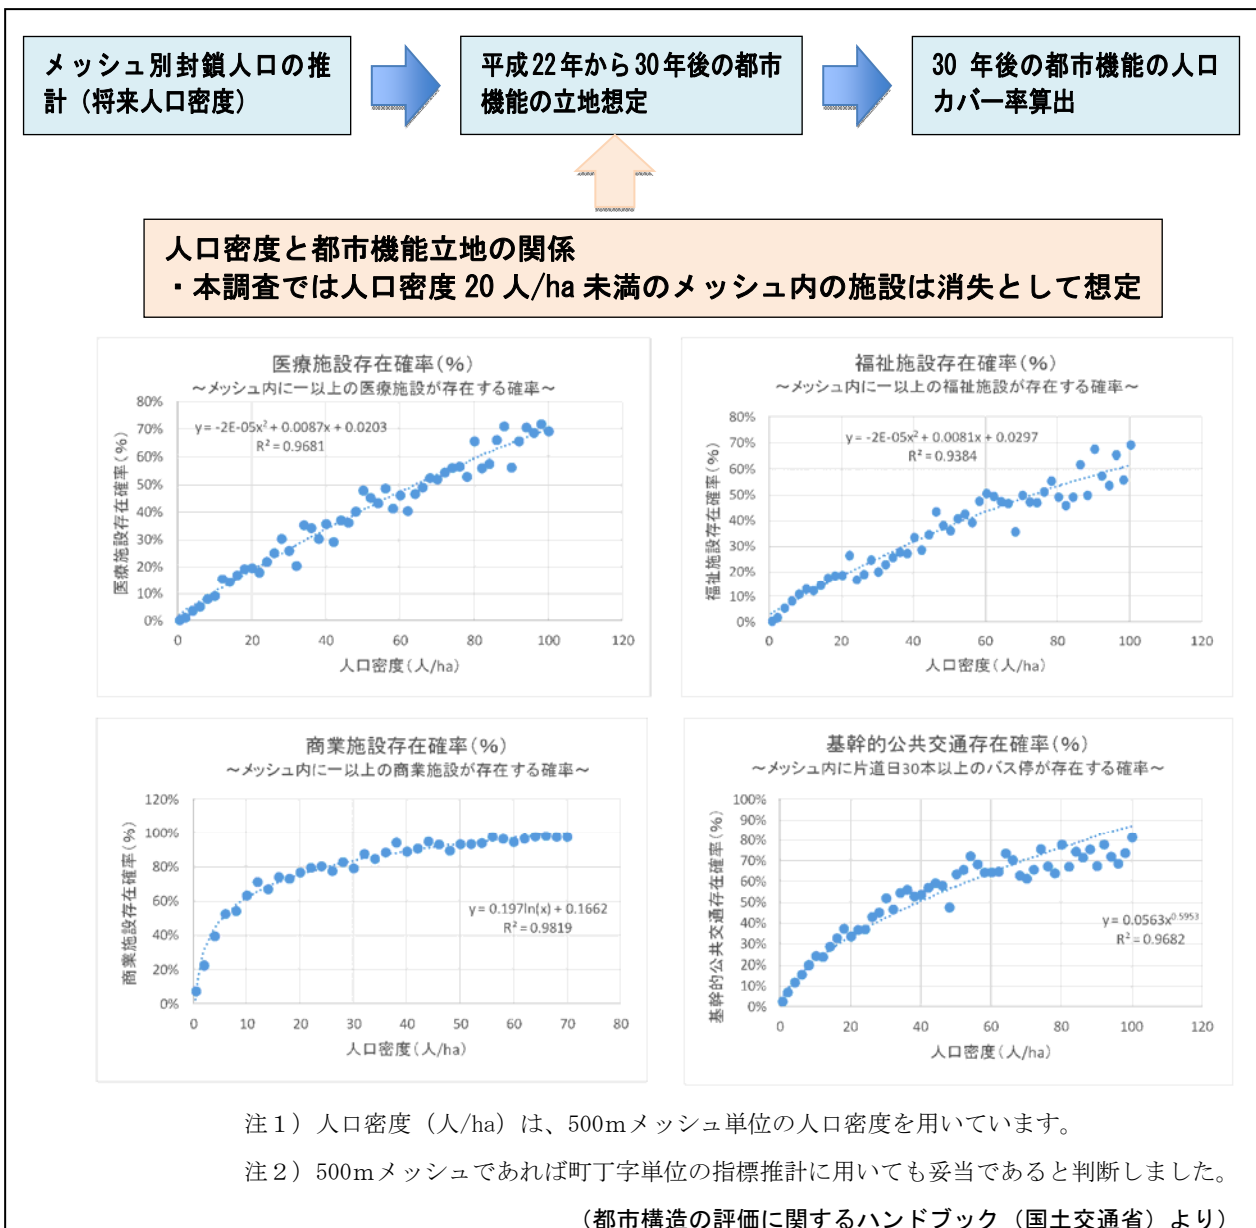 メッシュ別封鎖人口の推
計（将来人口密度）
平成22年から30年後の都市
機能の立地想定
30 年後の都市機能の人口
カバー率算出
人口密度と都市機能立地の関係
・本調査では人口密度 20 人/ha 未満のメッシュ内の施設は消失として想定
医療施設存在確率(%)
～メッシュ内に一以上の医療施設が存在する確率～
y = -2E-05x² + 0.0087x + 0.0203
R² = 0.9681
医療施設存在確率(%)
80%
70%
60%
50%
40%
30%
20%
10%
0%
0 20 40 60 80 100 120
人口密度(人/ha)
福祉施設存在確率(%)
～メッシュ内に一以上の福祉施設が存在する確率～
y = -2E-05x² + 0.0081x + 0.0297
R² = 0.9384
福祉施設存在確率(%)
80%
70%
60%
50%
40%
30%
20%
10%
0%
0 20 40 60 80 100 120
人口密度(人/ha)
商業施設存在確率(%)
～メッシュ内に一以上の商業施設が存在する確率～
商業施設存在確率(%)
120%
100%
80%
60%
40%
20%
0%
y = 0.197ln(x) + 0.1662
R² = 0.9819
0 10 20 30 40 50 60 70 80
人口密度(人/ha)
基幹的公共交通存在確率(%)
～メッシュ内に片道日30本以上のバス停が存在する確率～
基幹的公共交通存在確率(%)
100%
90%
80%
70%
60%
50%
40%
30%
20%
10%
0%
y = 0.0563x^0.5953
R² = 0.9682
0 20 40 60 80 100 120
人口密度(人/ha)
注１）人口密度（人/ha）は、500mメッシュ単位の人口密度を用いています。
注２）500mメッシュであれば町丁字単位の指標推計に用いても妥当であると判断しました。
（都市構造の評価に関するハンドブック（国土交通省）より）